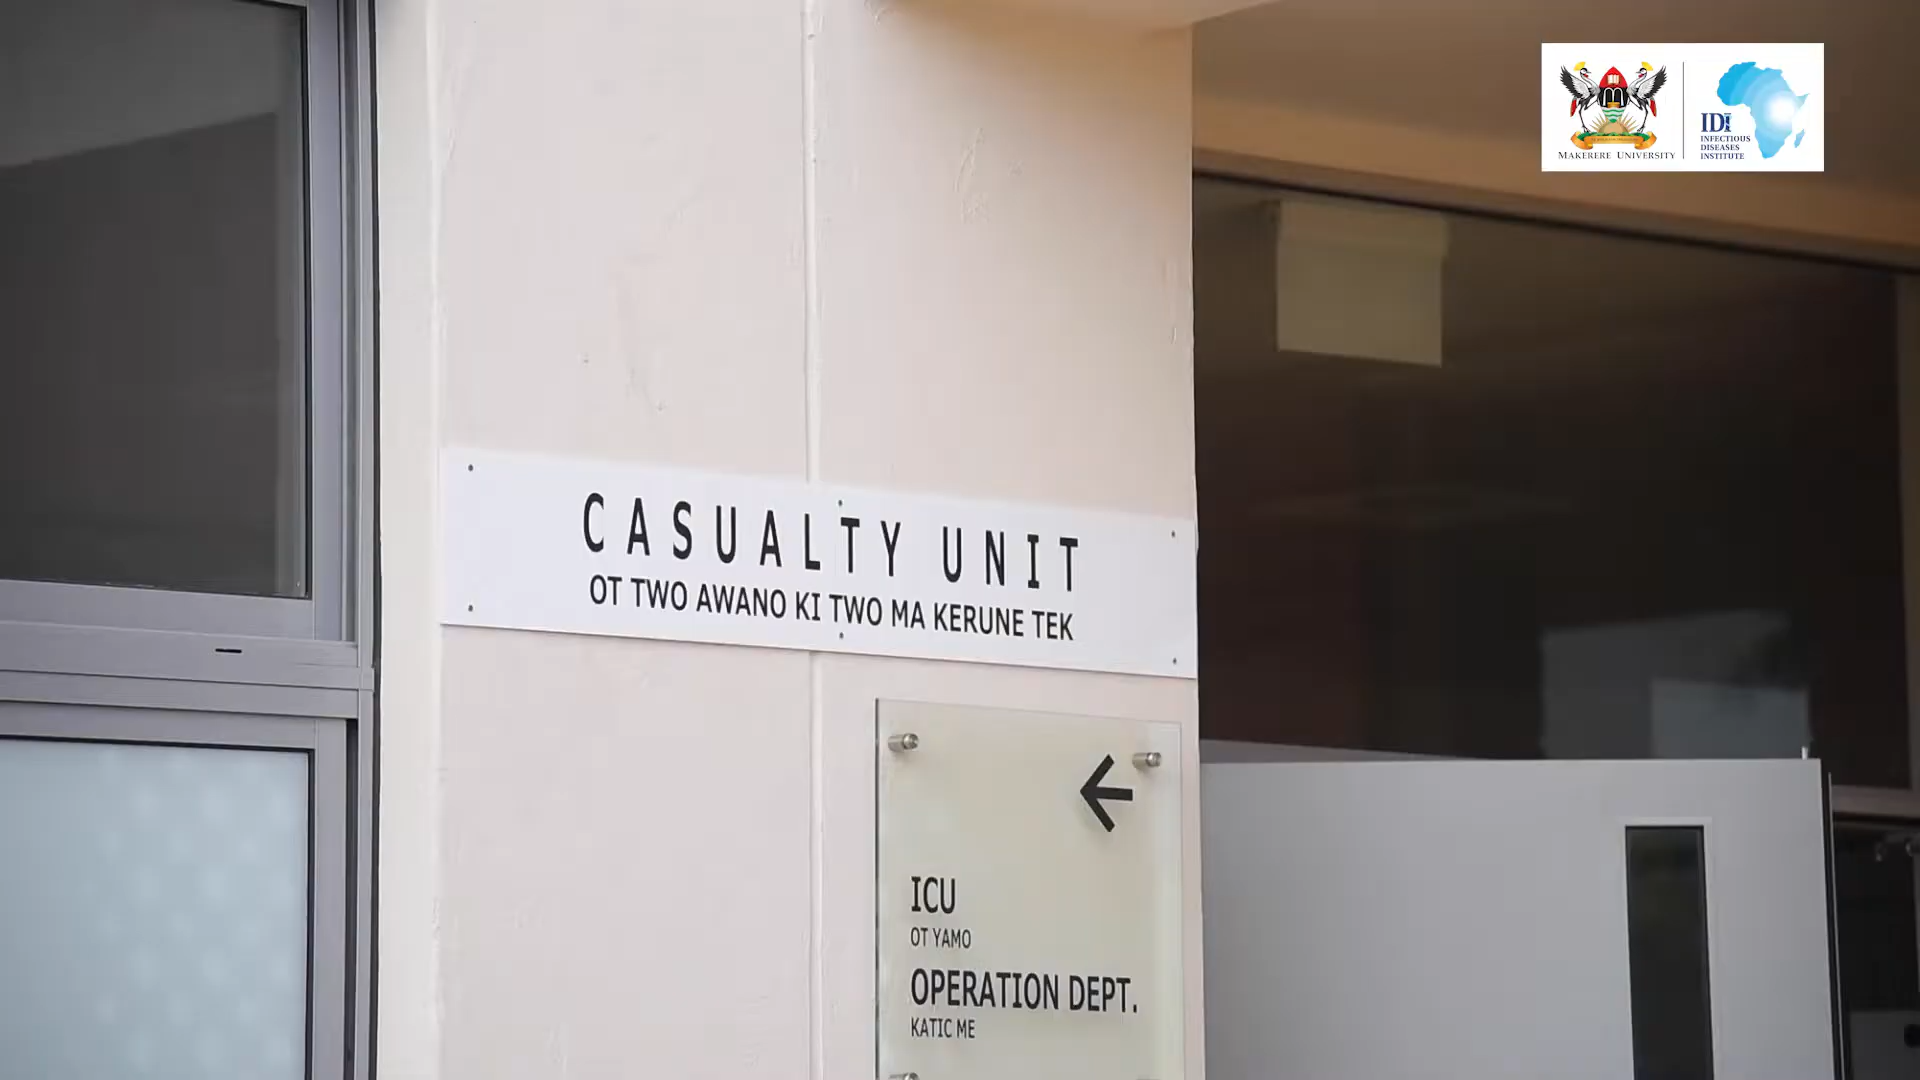 MAKERERE UNIVERSITY
IDI
INFECTIOUS
DISEASES
INSTITUTE
CASUALTY UNIT
OT TWO AWANO KI TWO MA KERUNE TEK
ICU
OT YAMO
OPERATION DEPT.
KATIC ME